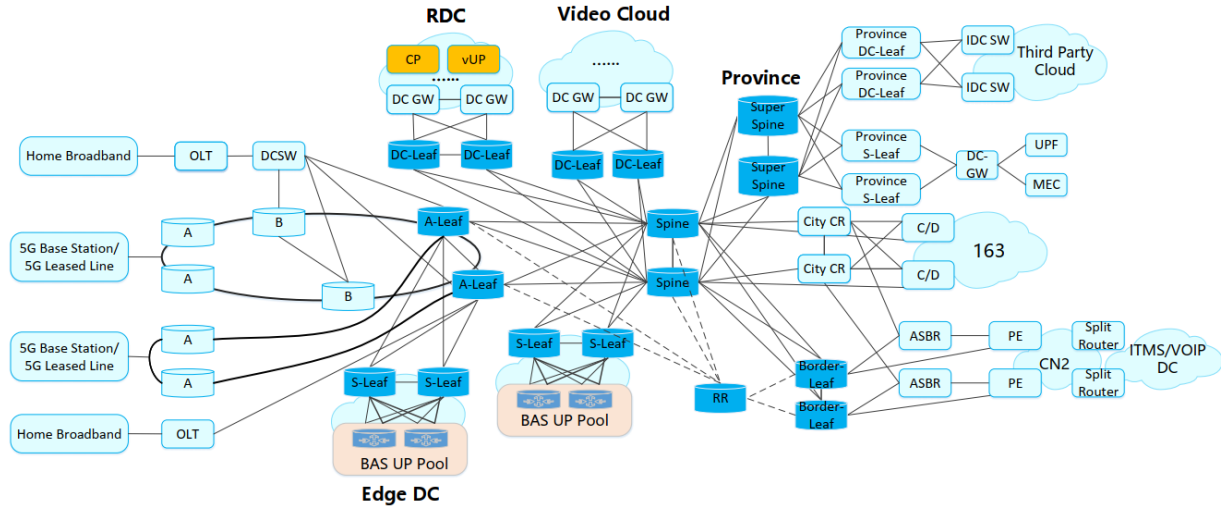 RDC
Video Cloud
CP
vUP
......
......
DC GW
DC GW
DC GW
DC GW
Province
Super
Spine
Super
Spine
Province
DC-Leaf
Province
DC-Leaf
IDC SW
IDC SW
Third Party
Cloud
Province
S-Leaf
Province
S-Leaf
DC-
GW
UPF
MEC
Home Broadband
OLT
DCSW
DC-Leaf
DC-Leaf
DC-Leaf
DC-Leaf
5G Base Station/
5G Leased Line
A
A
B
B
A-Leaf
A-Leaf
Spine
Spine
City CR
City CR
C/D
C/D
163
5G Base Station/
5G Leased Line
A
A
S-Leaf
S-Leaf
S-Leaf
S-Leaf
BAS UP Pool
BAS UP Pool
Edge DC
RR
Border-
Leaf
Border-
Leaf
ASBR
ASBR
PE
PE
CN2
Split
Router
Split
Router
ITMS/VOIP
DC
Home Broadband
OLT